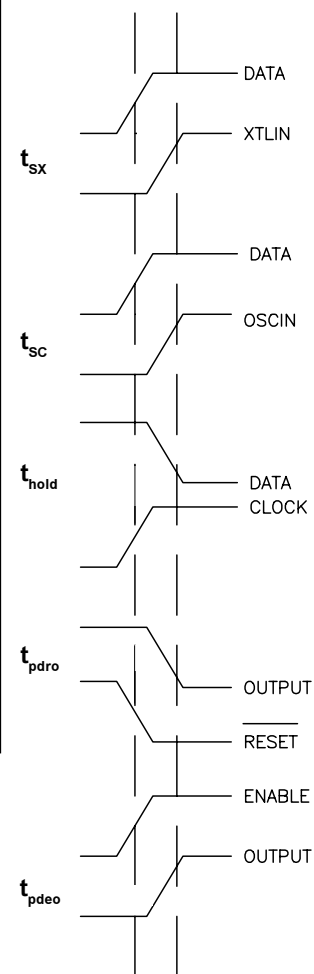 DATA
XTLIN
tSX
DATA
OSCIN
tSC
DATA
thold
CLOCK
OUTPUT
tpdro
RESET
ENABLE
OUTPUT
tpdeo